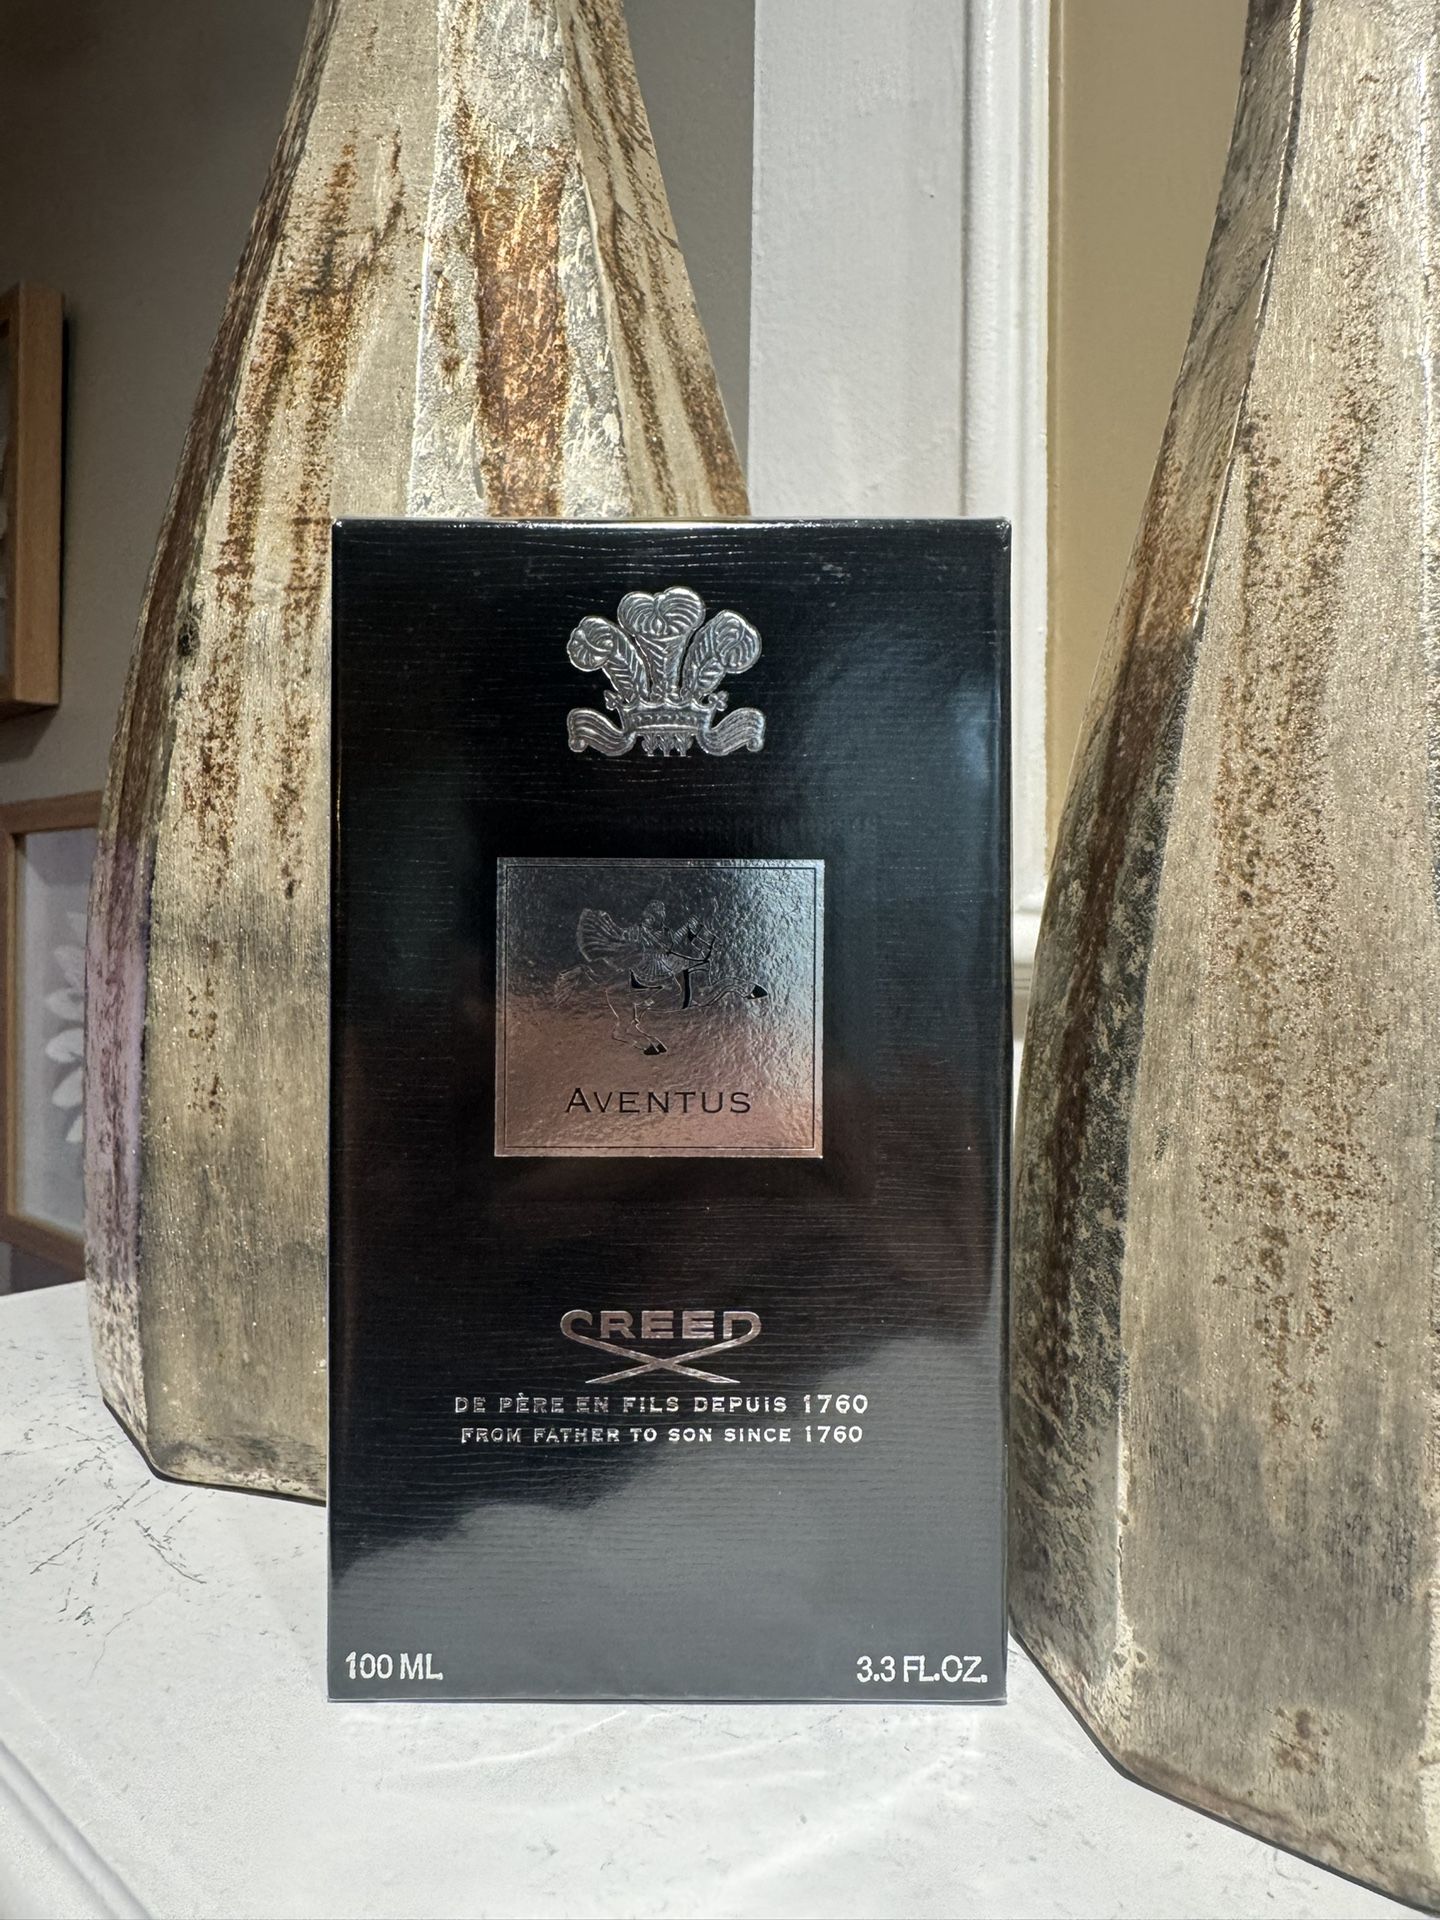 AVENTUS
CREED
DE PÈRE EN FILS DEPUIS 1760
FROM FATHER TO SON SINCE 1760
100 ML
3.3 FL.OZ.